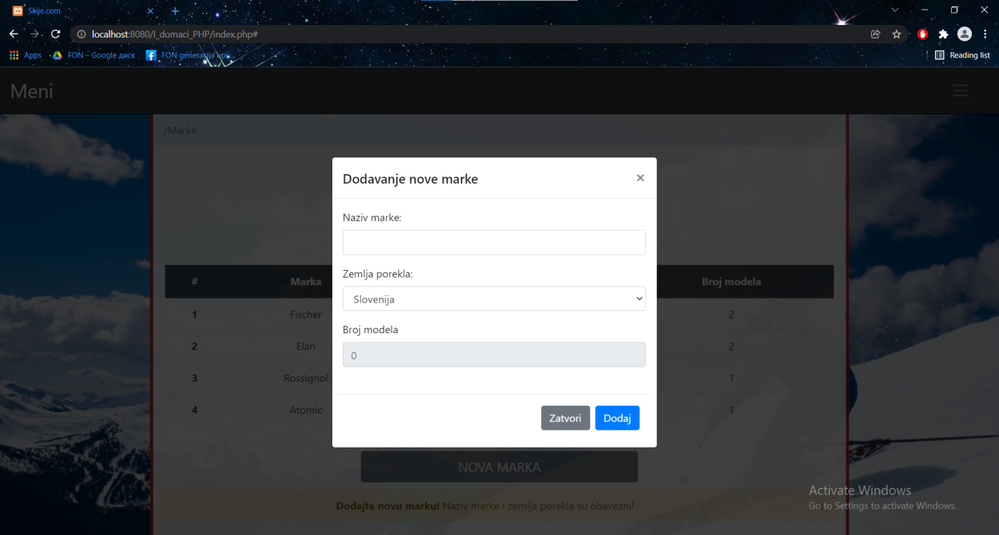 Skije.com
localhost:8080/I_domaci_PHP/index.php#
Apps FON – Google диск FON generacija upi... Reading list
Meni
/Marke
Dodavanje nove marke ×
Naziv marke:
Zemlja porekla:
Slovenija
Broj modela
0
Zatvori Dodaj
# Marka Broj modela
1 Fischer 2
2 Elan 2
3 Rossignol 1
4 Atomic 1
NOVA MARKA
Dodajte novu marku! Naziv marke i zemlja porekla su obavezni!
Activate Windows
Go to Settings to activate Windows.